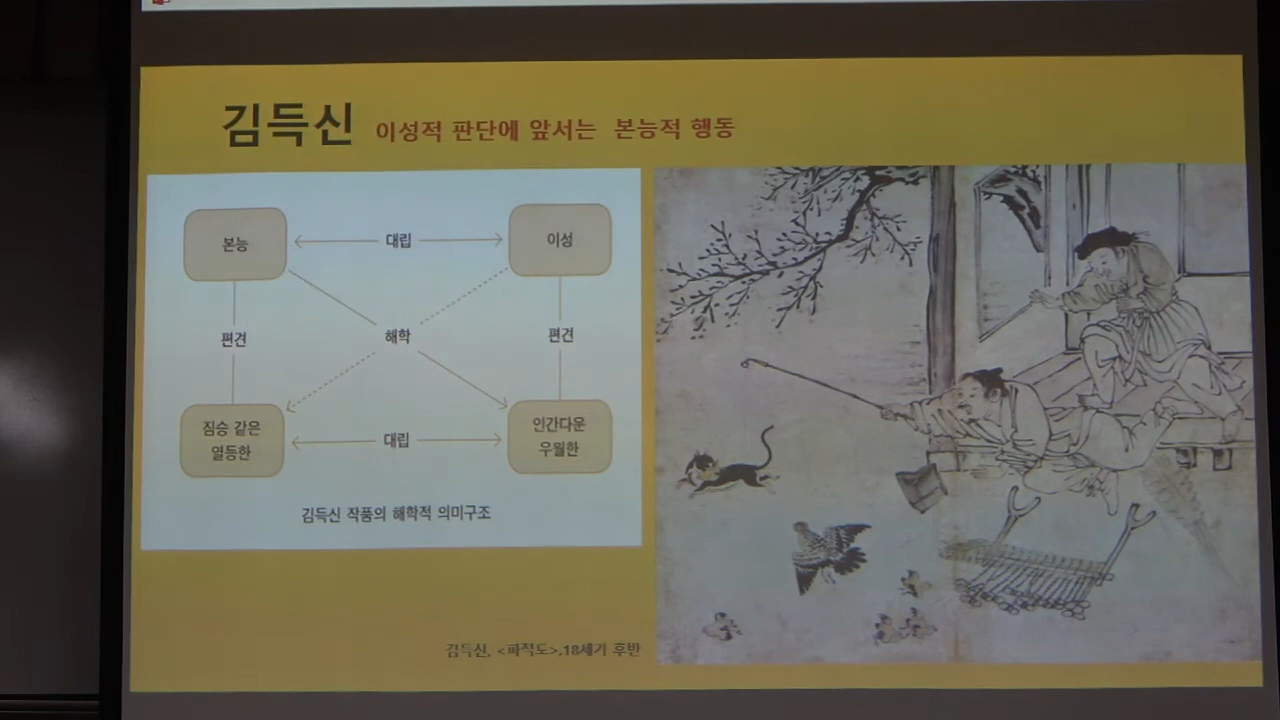 김득신 이성적 판단에 앞서는 본능적 행동
본능
대립
이성
편견
해학
편견
짐승 같은
열등한
대립
인간다운
우월한
김득신 작품의 해학적 의미구조
김득신, <파적도>,18세기 후반